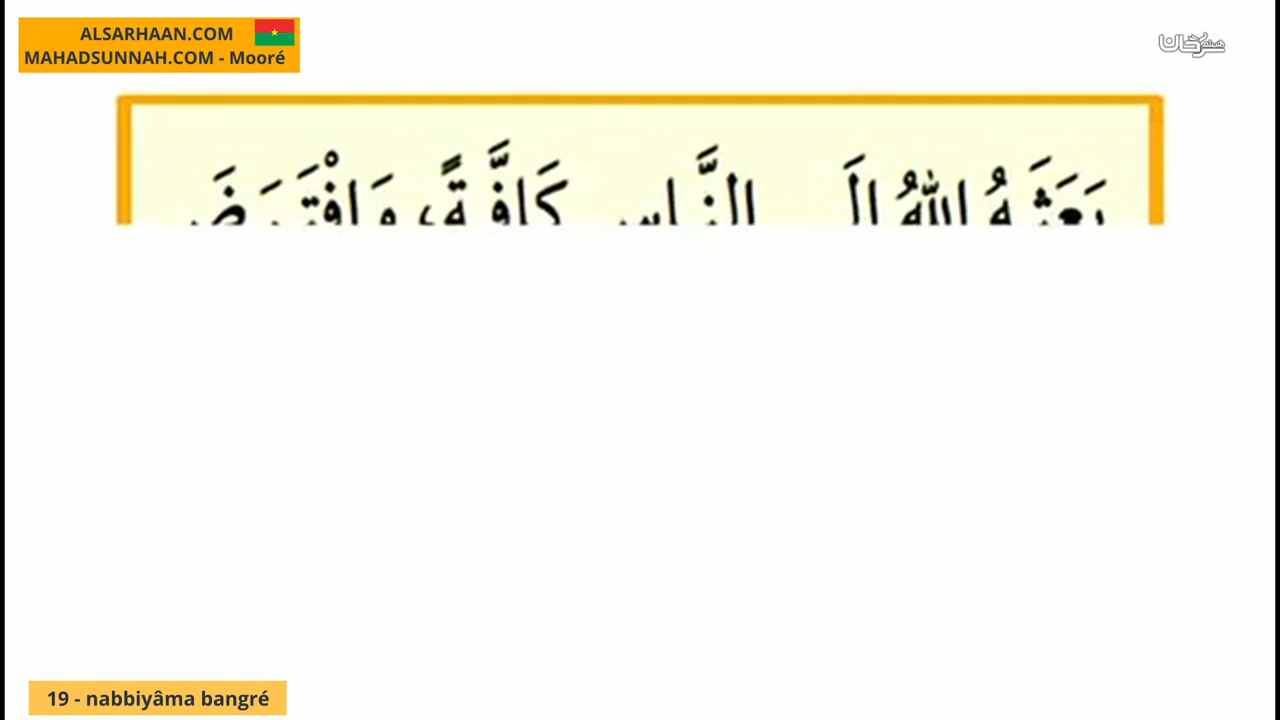 ALSARHAAN.COM
MAHADSUNNAH.COM - Mooré
بَعَثَهُ اللهُ إِلَى النَّاسِ كَافَّةً، وَافْتَرَضَ
19 - nabbiyâma bangré